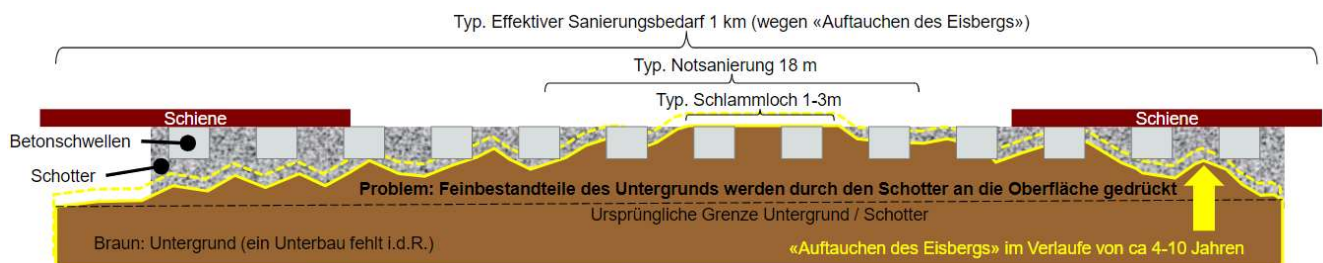 Typ. Effektiver Sanierungsbedarf 1 km (wegen «Auftauchen des Eisbergs»)
Typ. Notsanierung 18 m
Typ. Schlammloch 1-3m
Schiene
Schiene
Betonschwellen
Schotter
Problem: Feinbestandteile des Untergrunds werden durch den Schotter an die Oberfläche gedrückt
Ursprüngliche Grenze Untergrund / Schotter
Braun: Untergrund (ein Unterbau fehlt i.d.R.)
«Auftauchen des Eisbergs» im Verlaufe von ca 4-10 Jahren